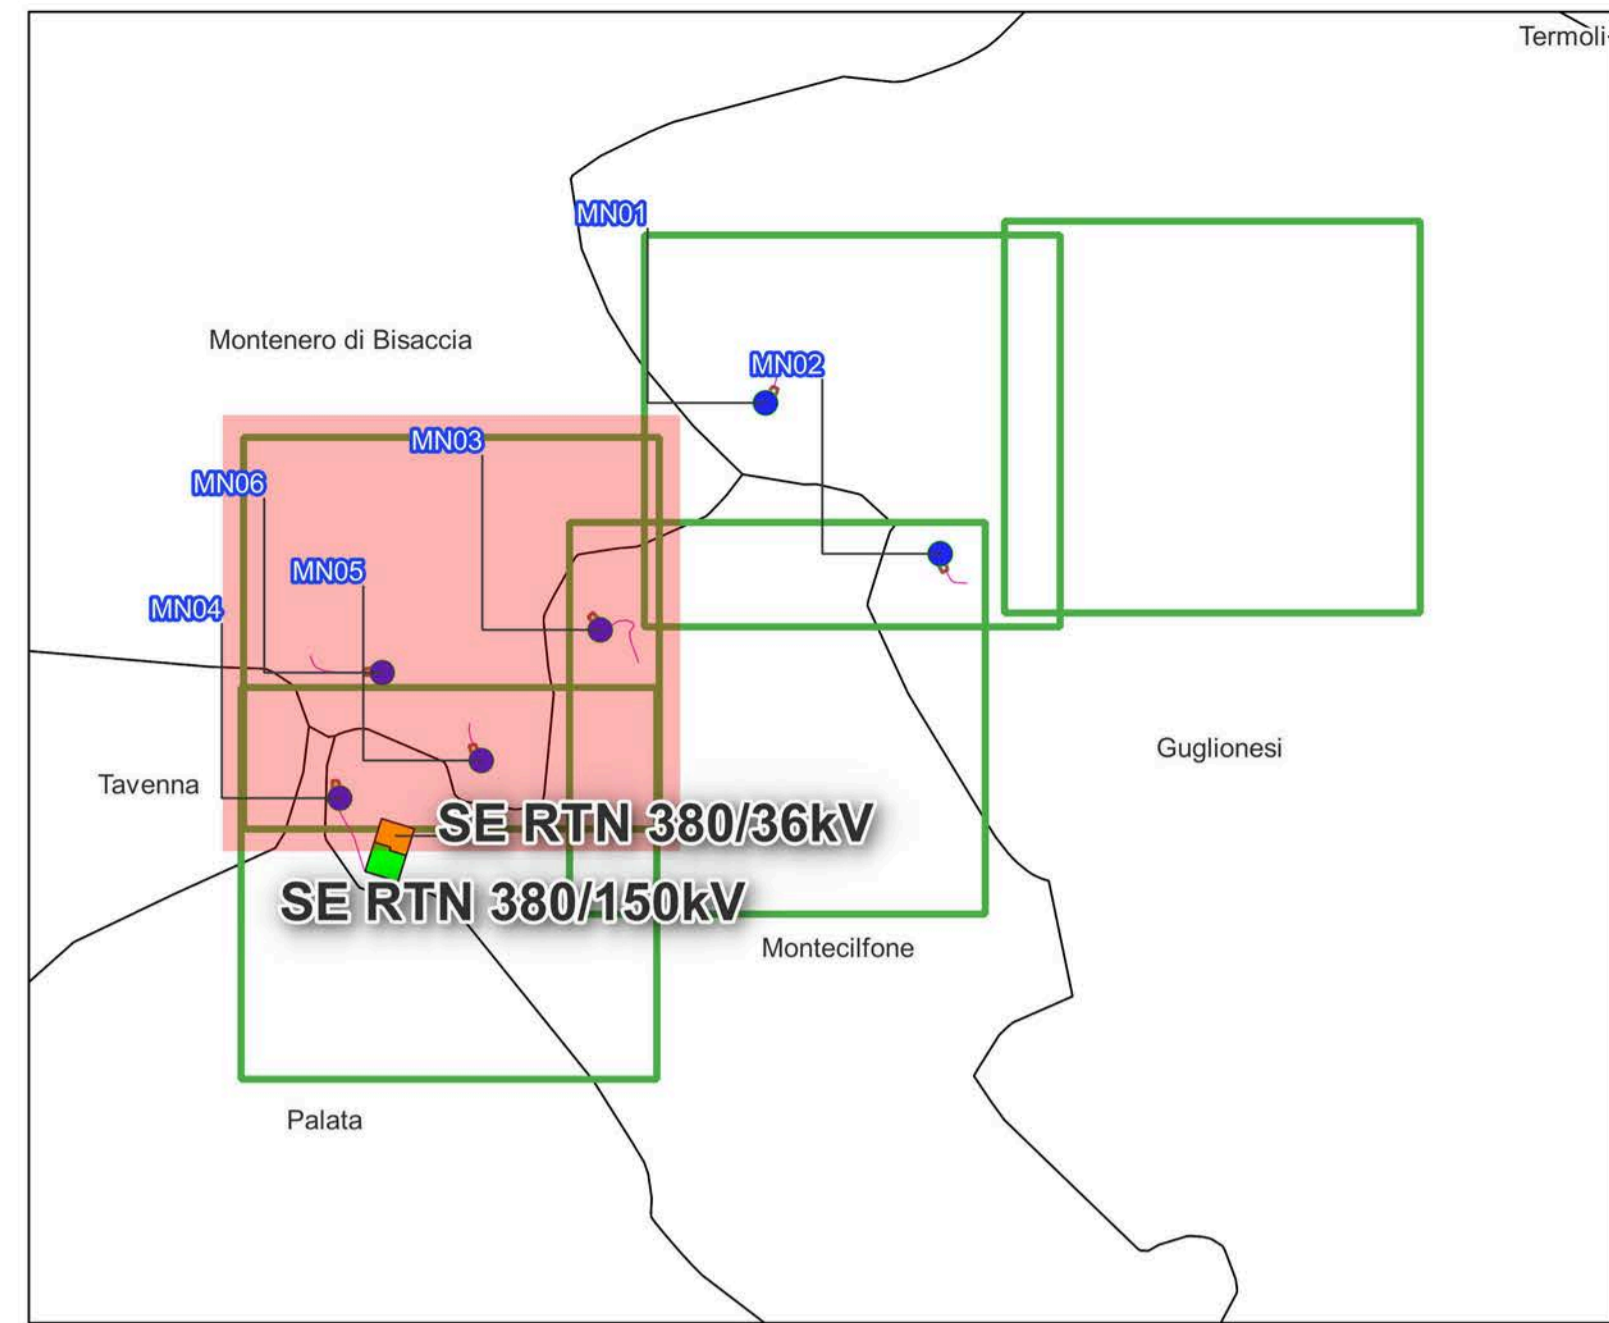 Termoli
MN01
Montenero di Bisaccia
MN02
MN03
MN06
MN05
MN04
Guglionesi
Tavenna
SE RTN 380/36kV
SE RTN 380/150kV
Montecilfone
Palata